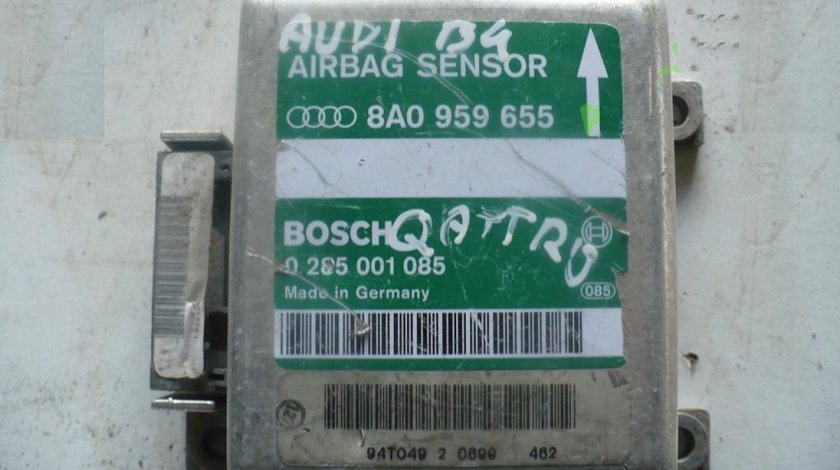 AUDI B4
AIRBAG SENSOR
8A0 959 655
BOSCH QATTRO
0 285 001 085
Made in Germany
085
94T049 2 0699 462